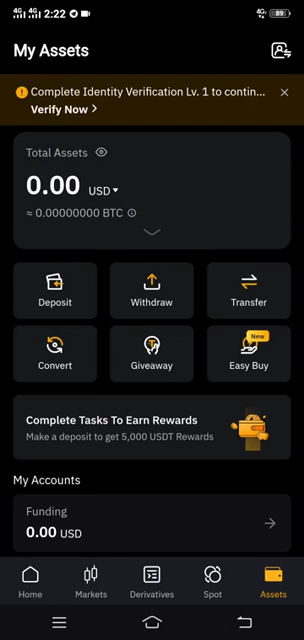 4G 4G 2:22
4G 89
My Assets
Complete Identity Verification Lv. 1 to contin...
Verify Now >
Total Assets
0.00 USD
≈ 0.00000000 BTC
Deposit
Withdraw
Transfer
New
Convert
Giveaway
Easy Buy
Complete Tasks To Earn Rewards
Make a deposit to get 5,000 USDT Rewards
My Accounts
Funding
0.00 USD
Home
Markets
Derivatives
Spot
Assets